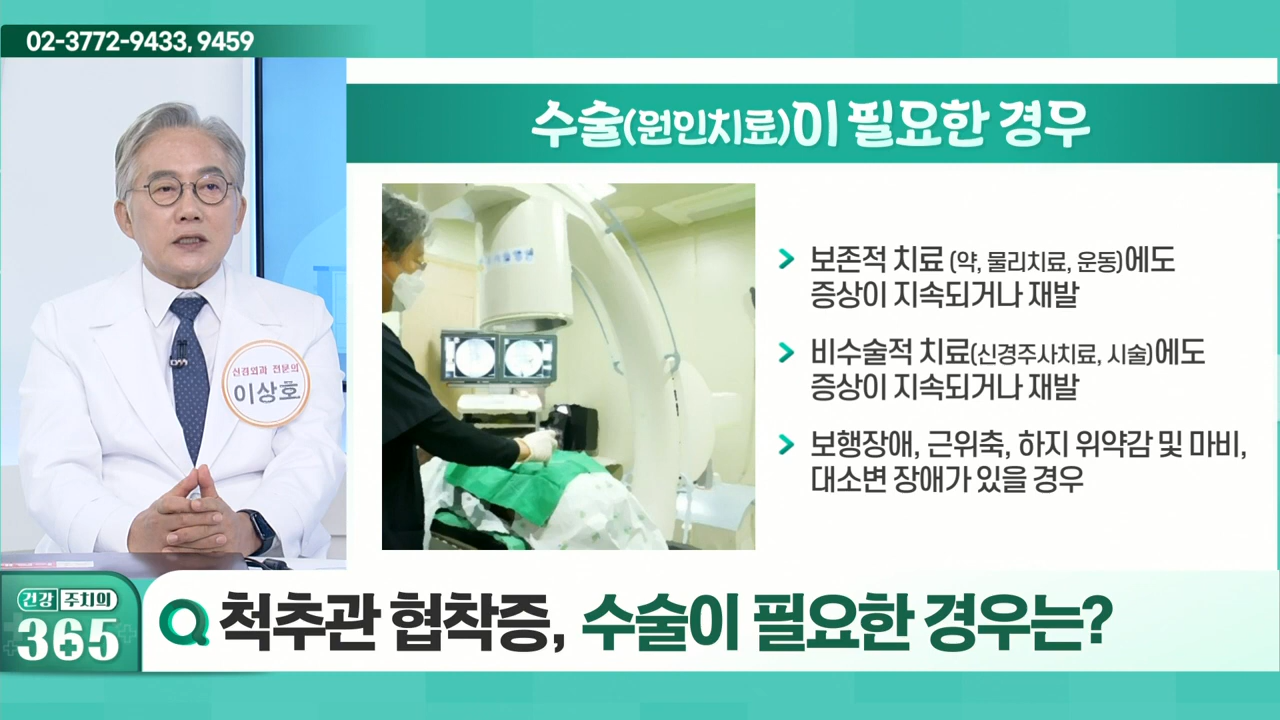 02-3772-9433, 9459
수술(원인치료)이 필요한 경우
신경외과 전문의
이상호
보존적 치료 (약, 물리치료, 운동)에도
증상이 지속되거나 재발
비수술적 치료(신경주사치료, 시술)에도
증상이 지속되거나 재발
보행장애, 근위축, 하지 위약감 및 마비,
대소변 장애가 있을 경우
건강 주치의
365
Q 척추관 협착증, 수술이 필요한 경우는?